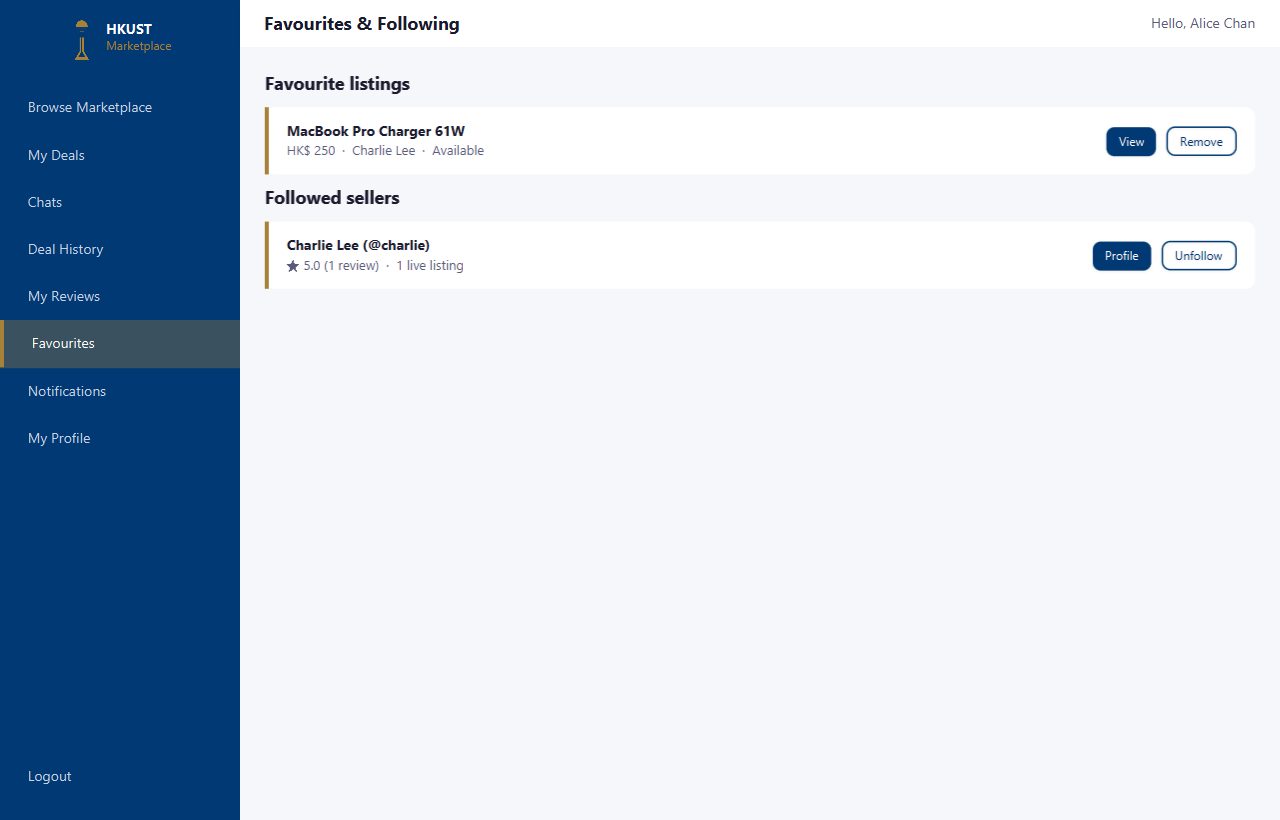 HKUST
Marketplace
Browse Marketplace
My Deals
Chats
Deal History
My Reviews
Favourites
Notifications
My Profile
Logout
Favourites & Following
Hello, Alice Chan
Favourite listings
MacBook Pro Charger 61W
HK$ 250 · Charlie Lee · Available
View
Remove
Followed sellers
Charlie Lee (@charlie)
★ 5.0 (1 review) · 1 live listing
Profile
Unfollow